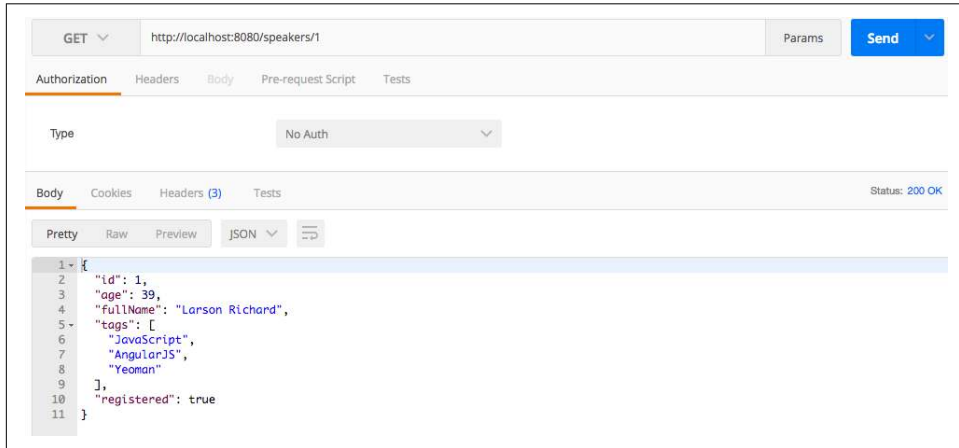 GET http://localhost:8080/speakers/1 Params Send
Authorization Headers Body Pre-request Script Tests
Type No Auth
Body Cookies Headers (3) Tests Status: 200 OK
Pretty Raw Preview JSON
1 {
2 "id": 1,
3 "age": 39,
4 "fullName": "Larson Richard",
5 "tags": [
6 "JavaScript",
7 "AngularJS",
8 "Yeoman"
9 ],
10 "registered": true
11 }